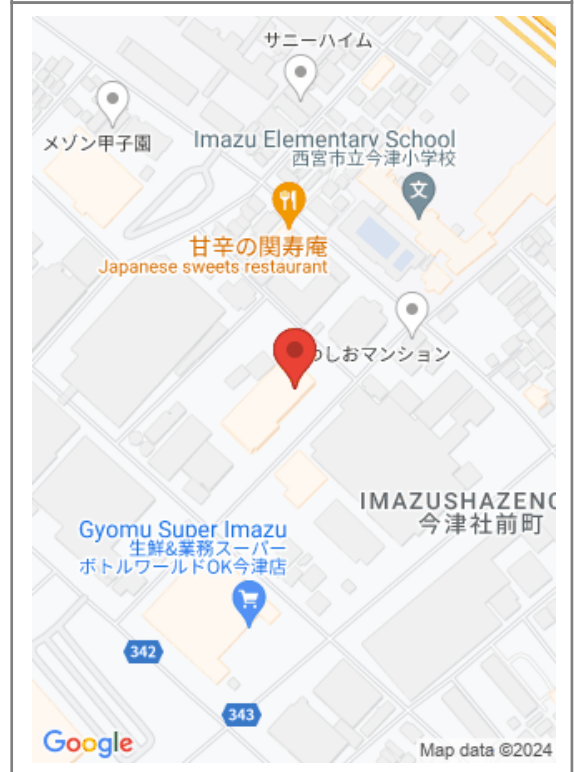 サニーハイム
メゾン甲子園
Imazu Elementary School
西宮市立今津小学校
甘辛の関寿庵
Japanese sweets restaurant
しおマンション
IMAZUSHAZENC
今津社前町
Gyomu Super Imazu
生鮮&業務スーパー
ボトルワールドOK今津店
342
343
Google
Map data ©2024